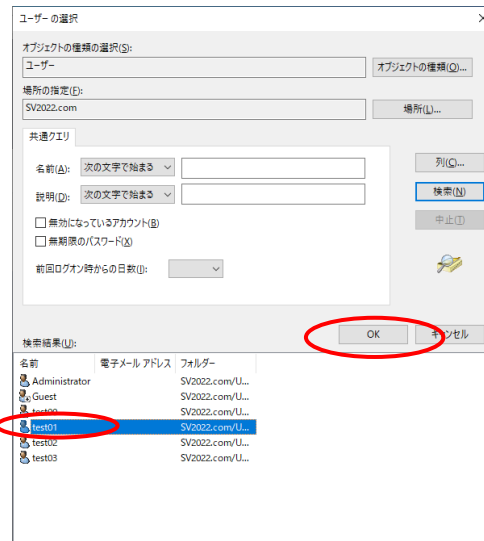 ユーザー の選択
オブジェクトの種類の選択(S):
ユーザー
オブジェクトの種類(O)...
場所の指定(F):
SV2022.com
場所(L)...
共通クエリ
名前(A): 次の文字で始まる
列(C)...
説明(D): 次の文字で始まる
検索(N)
無効になっているアカウント(B)
中止(T)
無期限のパスワード(X)
前回ログオン時からの日数(I):
OK
キャンセル
検索結果(U):
名前 電子メール アドレス フォルダー
Administrator SV2022.com/U...
Guest SV2022.com/U...
test00 SV2022.com/U...
test01 SV2022.com/U...
test02 SV2022.com/U...
test03 SV2022.com/U...